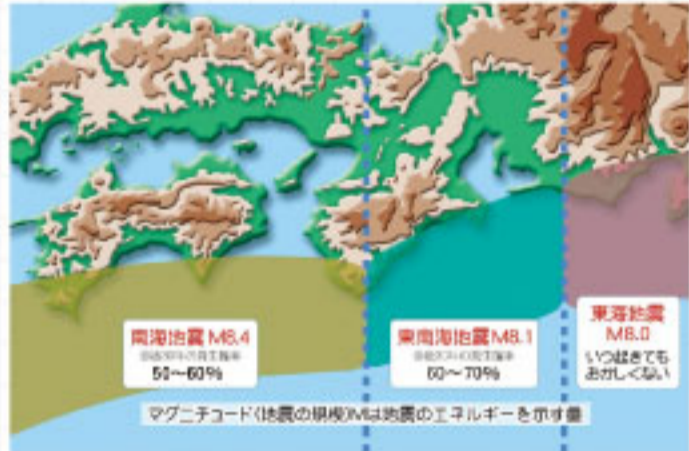 南海地震 M8.4
50〜60%
東南海地震 M8.1
60〜70%
東海地震
M8.0
いつ起きても
おかしくない
マグニチュード(地震の規模)Mは地震のエネルギーを示す量